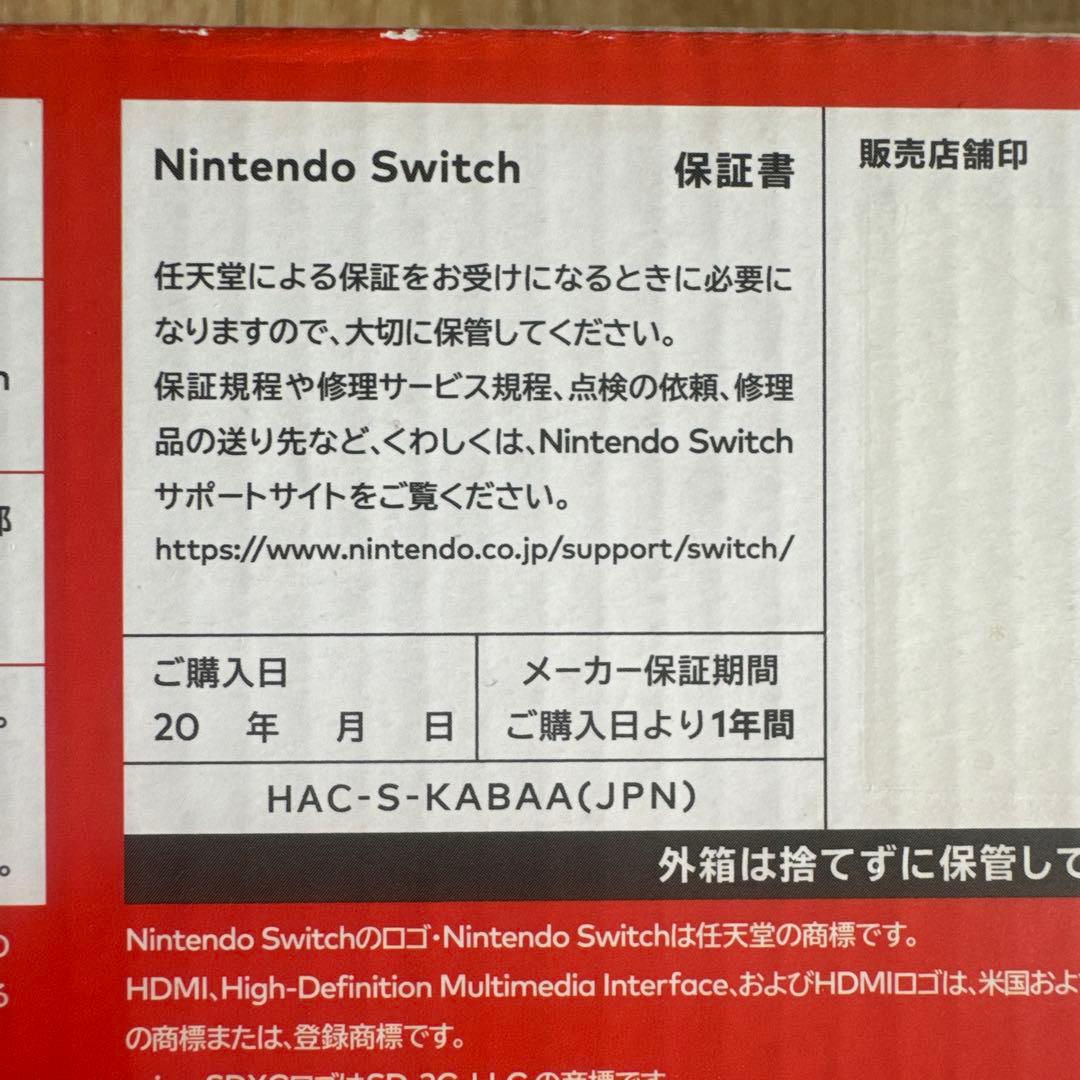 Nintendo Switch 保証書
販売店舗印
任天堂による保証をお受けになるときに必要に
なりますので、大切に保管してください。
保証規程や修理サービス規程、点検の依頼、修理
品の送り先など、くわしくは、Nintendo Switch
サポートサイトをご覧ください。
https://www.nintendo.co.jp/support/switch/
ご購入日
20 年 月 日
メーカー保証期間
ご購入日より1年間
HAC-S-KABAA(JPN)
外箱は捨てずに保管して
Nintendo Switchのロゴ・Nintendo Switchは任天堂の商標です。
HDMI、High-Definition Multimedia Interface、およびHDMIロゴは、米国およ
の商標または、登録商標です。